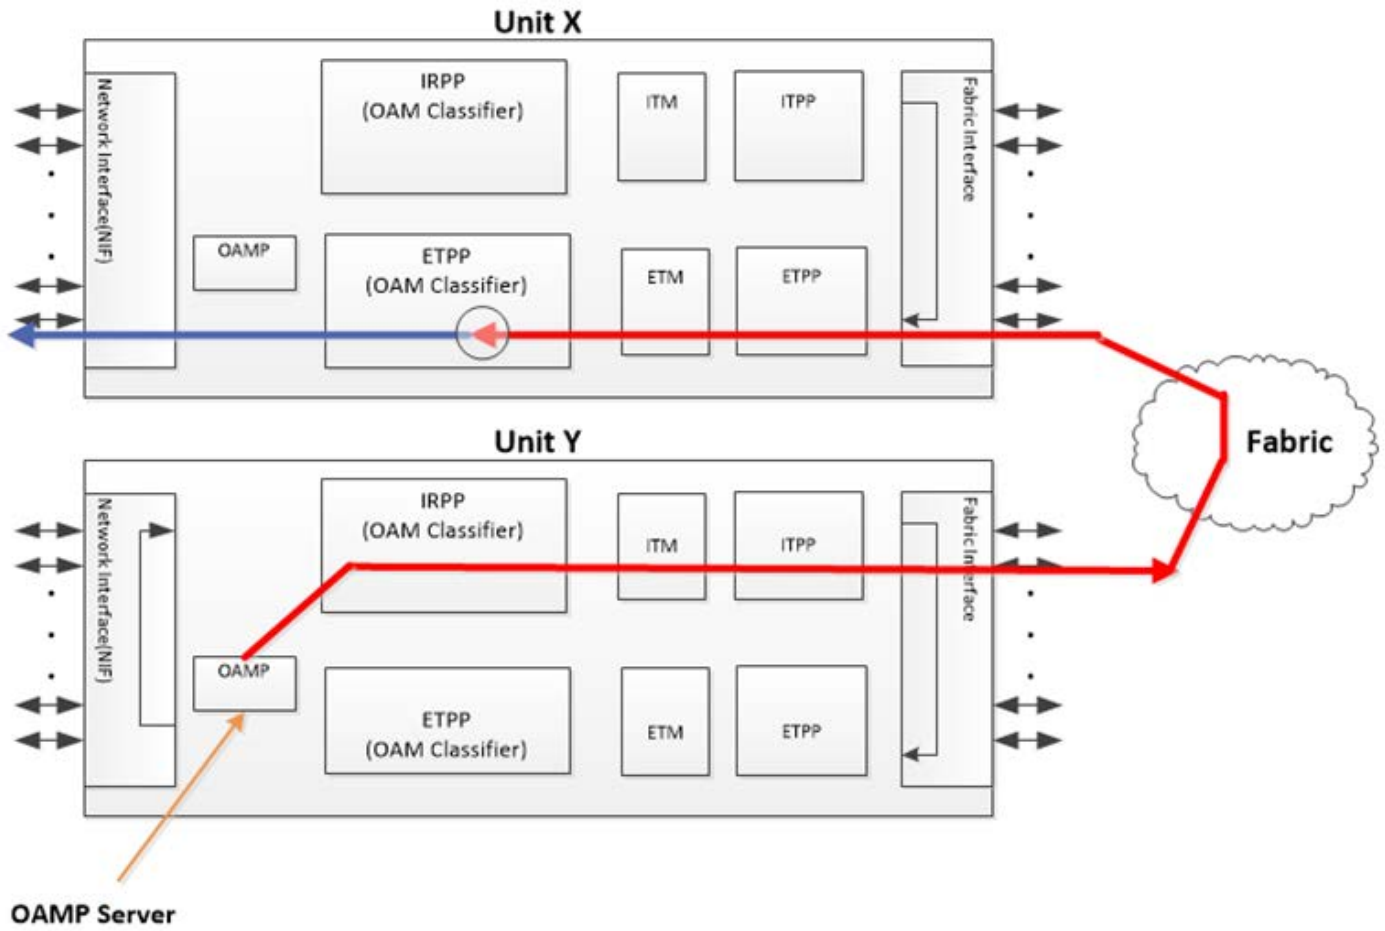 Unit X
Network Interface(NIF)
IRPP
(OAM Classifier)
ITM
ITPP
Fabric Interface
OAMP
ETPP
(OAM Classifier)
ETM
ETPP
Fabric
Unit Y
Network Interface(NIF)
IRPP
(OAM Classifier)
ITM
ITPP
Fabric Interface
OAMP
ETPP
(OAM Classifier)
ETM
ETPP
OAMP Server